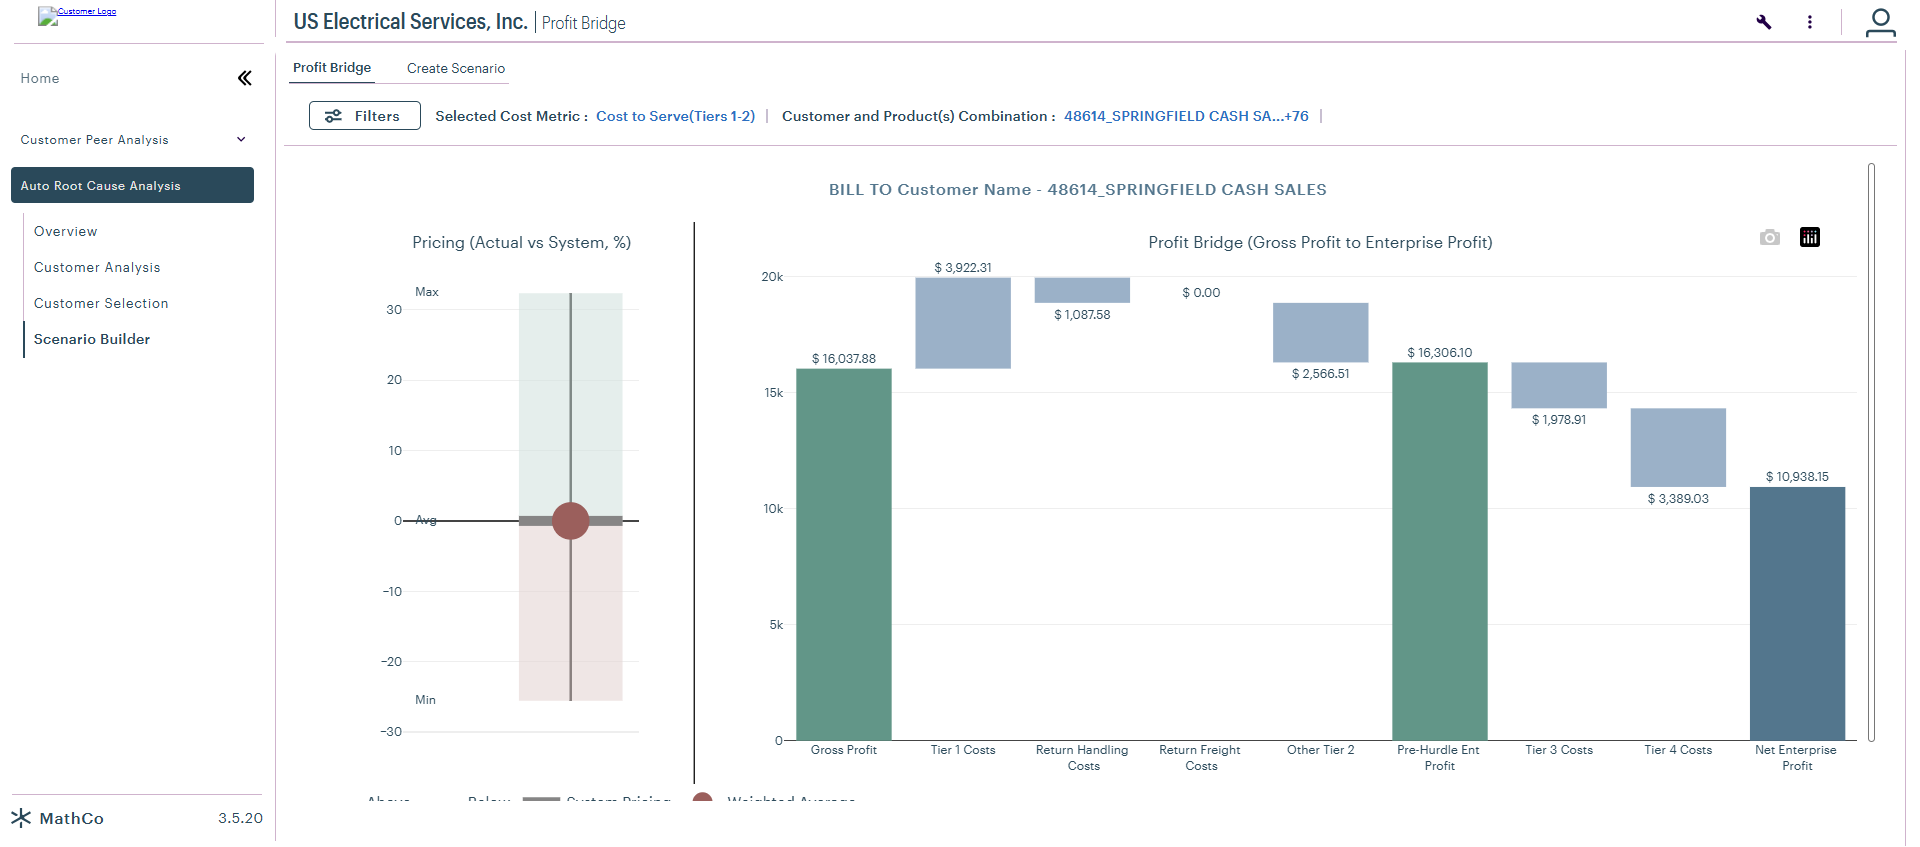 Customer Logo
US Electrical Services, Inc. | Profit Bridge
Home
Profit Bridge
Create Scenario
Filters
Selected Cost Metric : Cost to Serve(Tiers 1-2)
Customer and Product(s) Combination : 48614_SPRINGFIELD CASH SA...+76
Customer Peer Analysis
Auto Root Cause Analysis
Overview
Customer Analysis
Customer Selection
Scenario Builder
MathCo
3.5.20
BILL TO Customer Name - 48614_SPRINGFIELD CASH SALES
Pricing (Actual vs System, %)
Max
30
20
10
0
Avg
−10
−20
Min
−30
Above
Below
System Pricing
Weighted Average
Profit Bridge (Gross Profit to Enterprise Profit)
20k
15k
10k
5k
0
$ 16,037.88
$ 3,922.31
$ 1,087.58
$ 0.00
$ 2,566.51
$ 16,306.10
$ 1,978.91
$ 3,389.03
$ 10,938.15
Gross Profit
Tier 1 Costs
Return Handling
Costs
Return Freight
Costs
Other Tier 2
Pre-Hurdle Ent
Profit
Tier 3 Costs
Tier 4 Costs
Net Enterprise
Profit